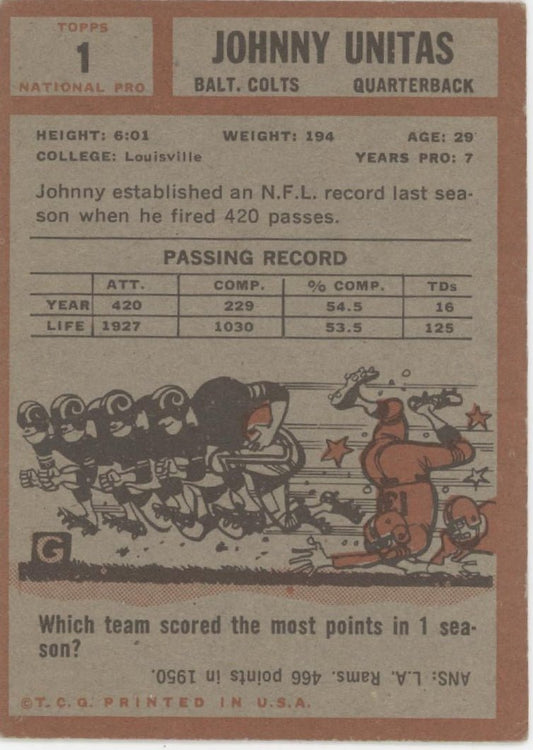 TOPPS
1
NATIONAL PRO
JOHNNY UNITAS
BALT. COLTS QUARTERBACK
HEIGHT: 6:01 WEIGHT: 194 AGE: 29
COLLEGE: Louisville YEARS PRO: 7
Johnny established an N.F.L. record last sea-
son when he fired 420 passes.
PASSING RECORD
ATT. COMP. % COMP. TDs
YEAR 420 229 54.5 16
LIFE 1927 1030 53.5 125
12
G
Which team scored the most points in 1 sea-
son?
ANS: L.A. Rams. 466 points in 1950.
©T.C.G. PRINTED IN U.S.A.